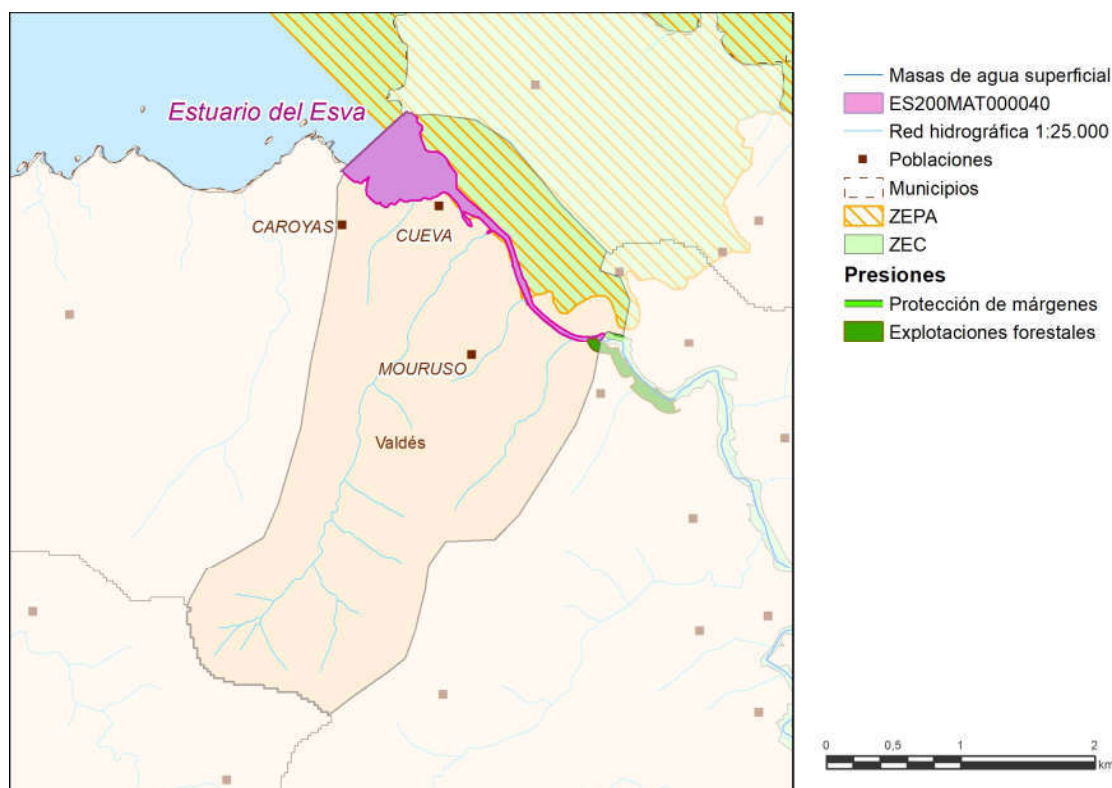 Estuario del Esva
CAROYAS
CUEVA
MOURUSO
Valdés
Masas de agua superficial
ES200MAT000040
Red hidrográfica 1:25.000
Poblaciones
Municipios
ZEPA
ZEC
Presiones
Protección de márgenes
Explotaciones forestales
0 0,5 1 2
km